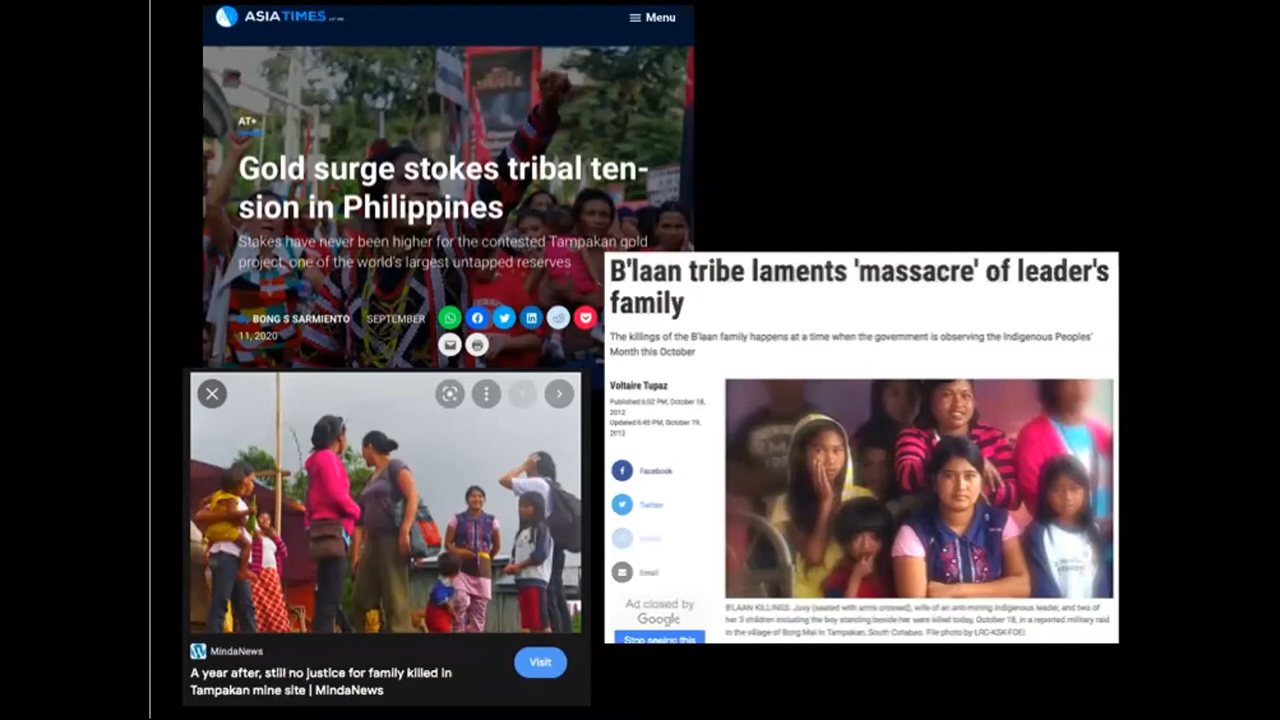 ASIA TIMES
Menu
AT+
Gold surge stokes tribal ten-
sion in Philippines
Stakes have never been higher for the contested Tampakan gold
project, one of the world's largest untapped reserves
By BONG S SARMIENTO SEPTEMBER
11, 2020
B'laan tribe laments 'massacre' of leader's
family
The killings of the B'laan family happens at a time when the government is observing the Indigenous Peoples'
Month this October
Voltaire Tupaz
Published 6:02 PM, October 18,
2012
Updated 6:45 PM, October 19,
2012
Facebook
Twitter
Reddit
Email
Ad closed by
Google
Stop seeing this
B'LAAN KILLINGS. Juvy (seated with arms crossed), wife of an anti-mining indigenous leader, and two of
her 3 children including the boy standing beside her were killed today, October 18, in a reported military raid
in the village of Bong Mal in Tampakan, South Cotabao. File photo by LRC-KSK-FOEI
MindaNews
A year after, still no justice for family killed in
Tampakan mine site | MindaNews
Visit